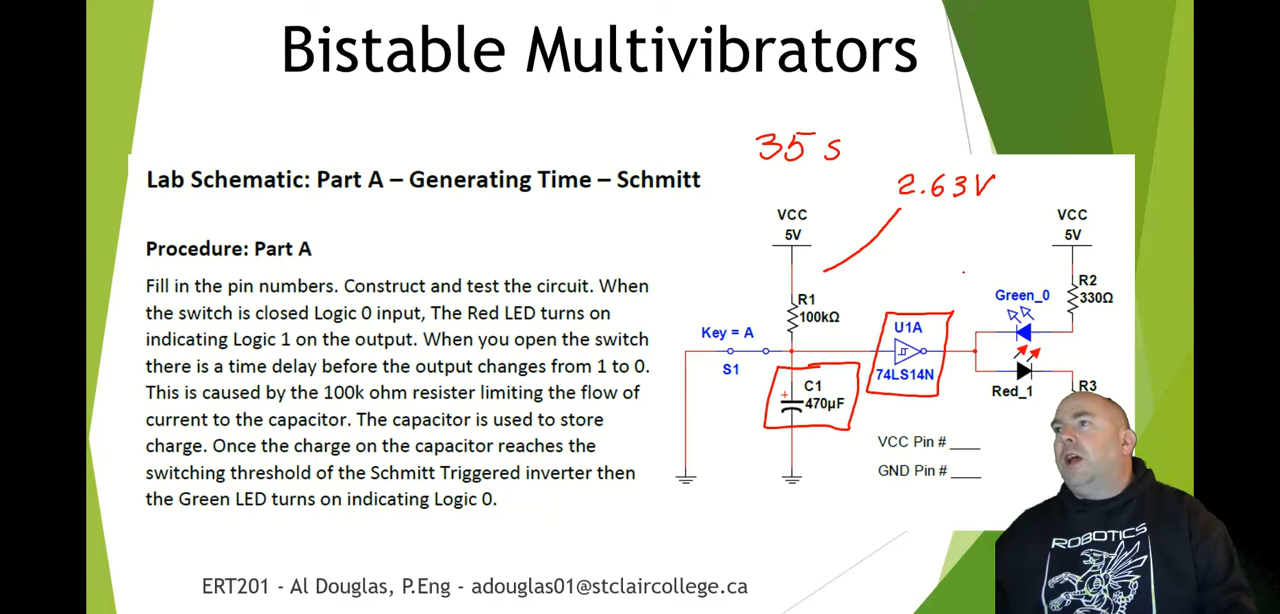 Bistable Multivibrators
35 s
Lab Schematic: Part A – Generating Time – Schmitt
2.63V
Procedure: Part A
Fill in the pin numbers. Construct and test the circuit. When
the switch is closed Logic 0 input, The Red LED turns on
indicating Logic 1 on the output. When you open the switch
there is a time delay before the output changes from 1 to 0.
This is caused by the 100k ohm resister limiting the flow of
current to the capacitor. The capacitor is used to store
charge. Once the charge on the capacitor reaches the
switching threshold of the Schmitt Triggered inverter then
the Green LED turns on indicating Logic 0.
VCC
5V
VCC
5V
R1
100kΩ
R2
330Ω
Green_0
Key = A
S1
U1A
74LS14N
C1
470µF
+
Red_1
R3
VCC Pin # ___
GND Pin # ___
ROBOTICS
ERT201 - Al Douglas, P.Eng - adouglas01@stclaircollege.ca